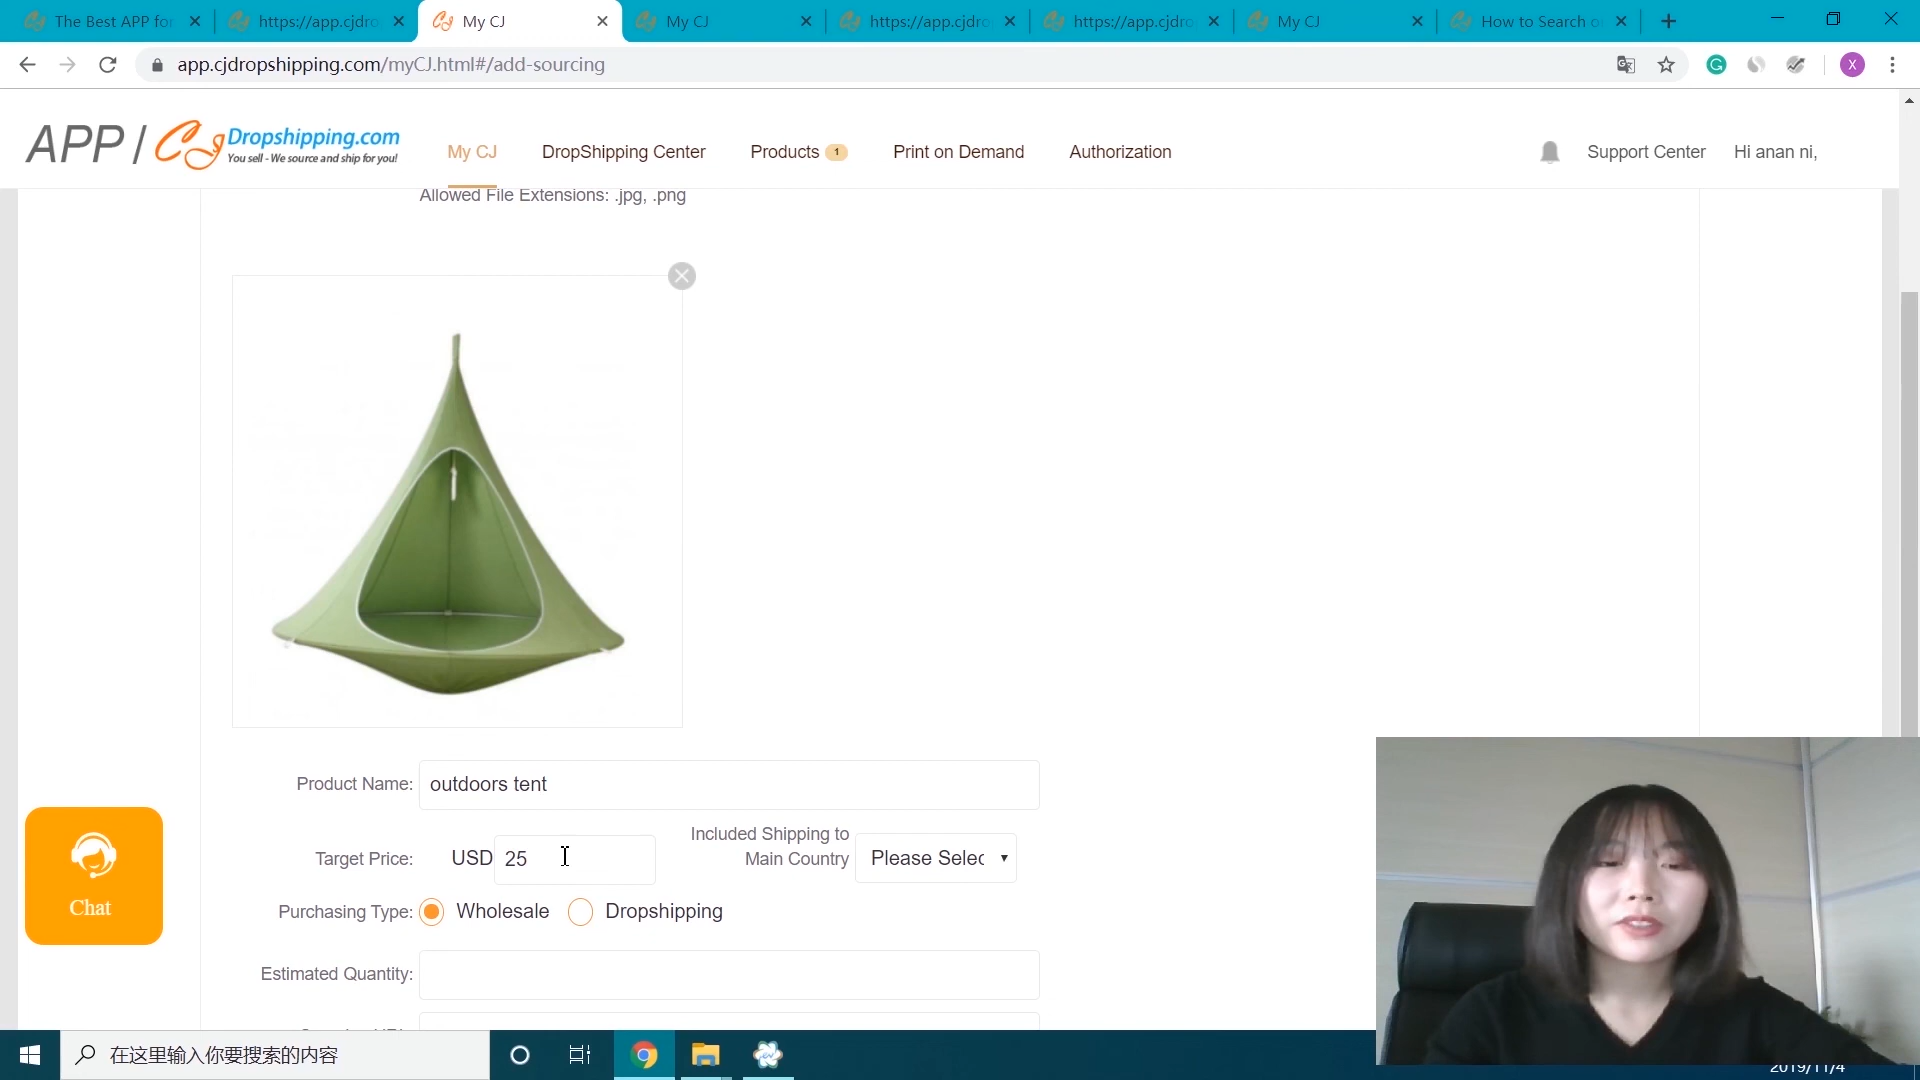 The Best APP for
https://app.cjdro
My CJ
My CJ
https://app.cjdro
https://app.cjdro
My CJ
How to Search o
app.cjdropshipping.com/myCJ.html#/add-sourcing
X
APP / CJ Dropshipping.com
You sell - We source and ship for you!
My CJ
DropShipping Center
Products 1
Print on Demand
Authorization
Support Center
Hi anan ni,
Allowed File Extensions: .jpg, .png
Product Name: outdoors tent
Target Price: USD 25
Included Shipping to
Main Country
Please Selec
Purchasing Type: Wholesale Dropshipping
Estimated Quantity:
Chat
在这里输入你要搜索的内容
2019/11/4